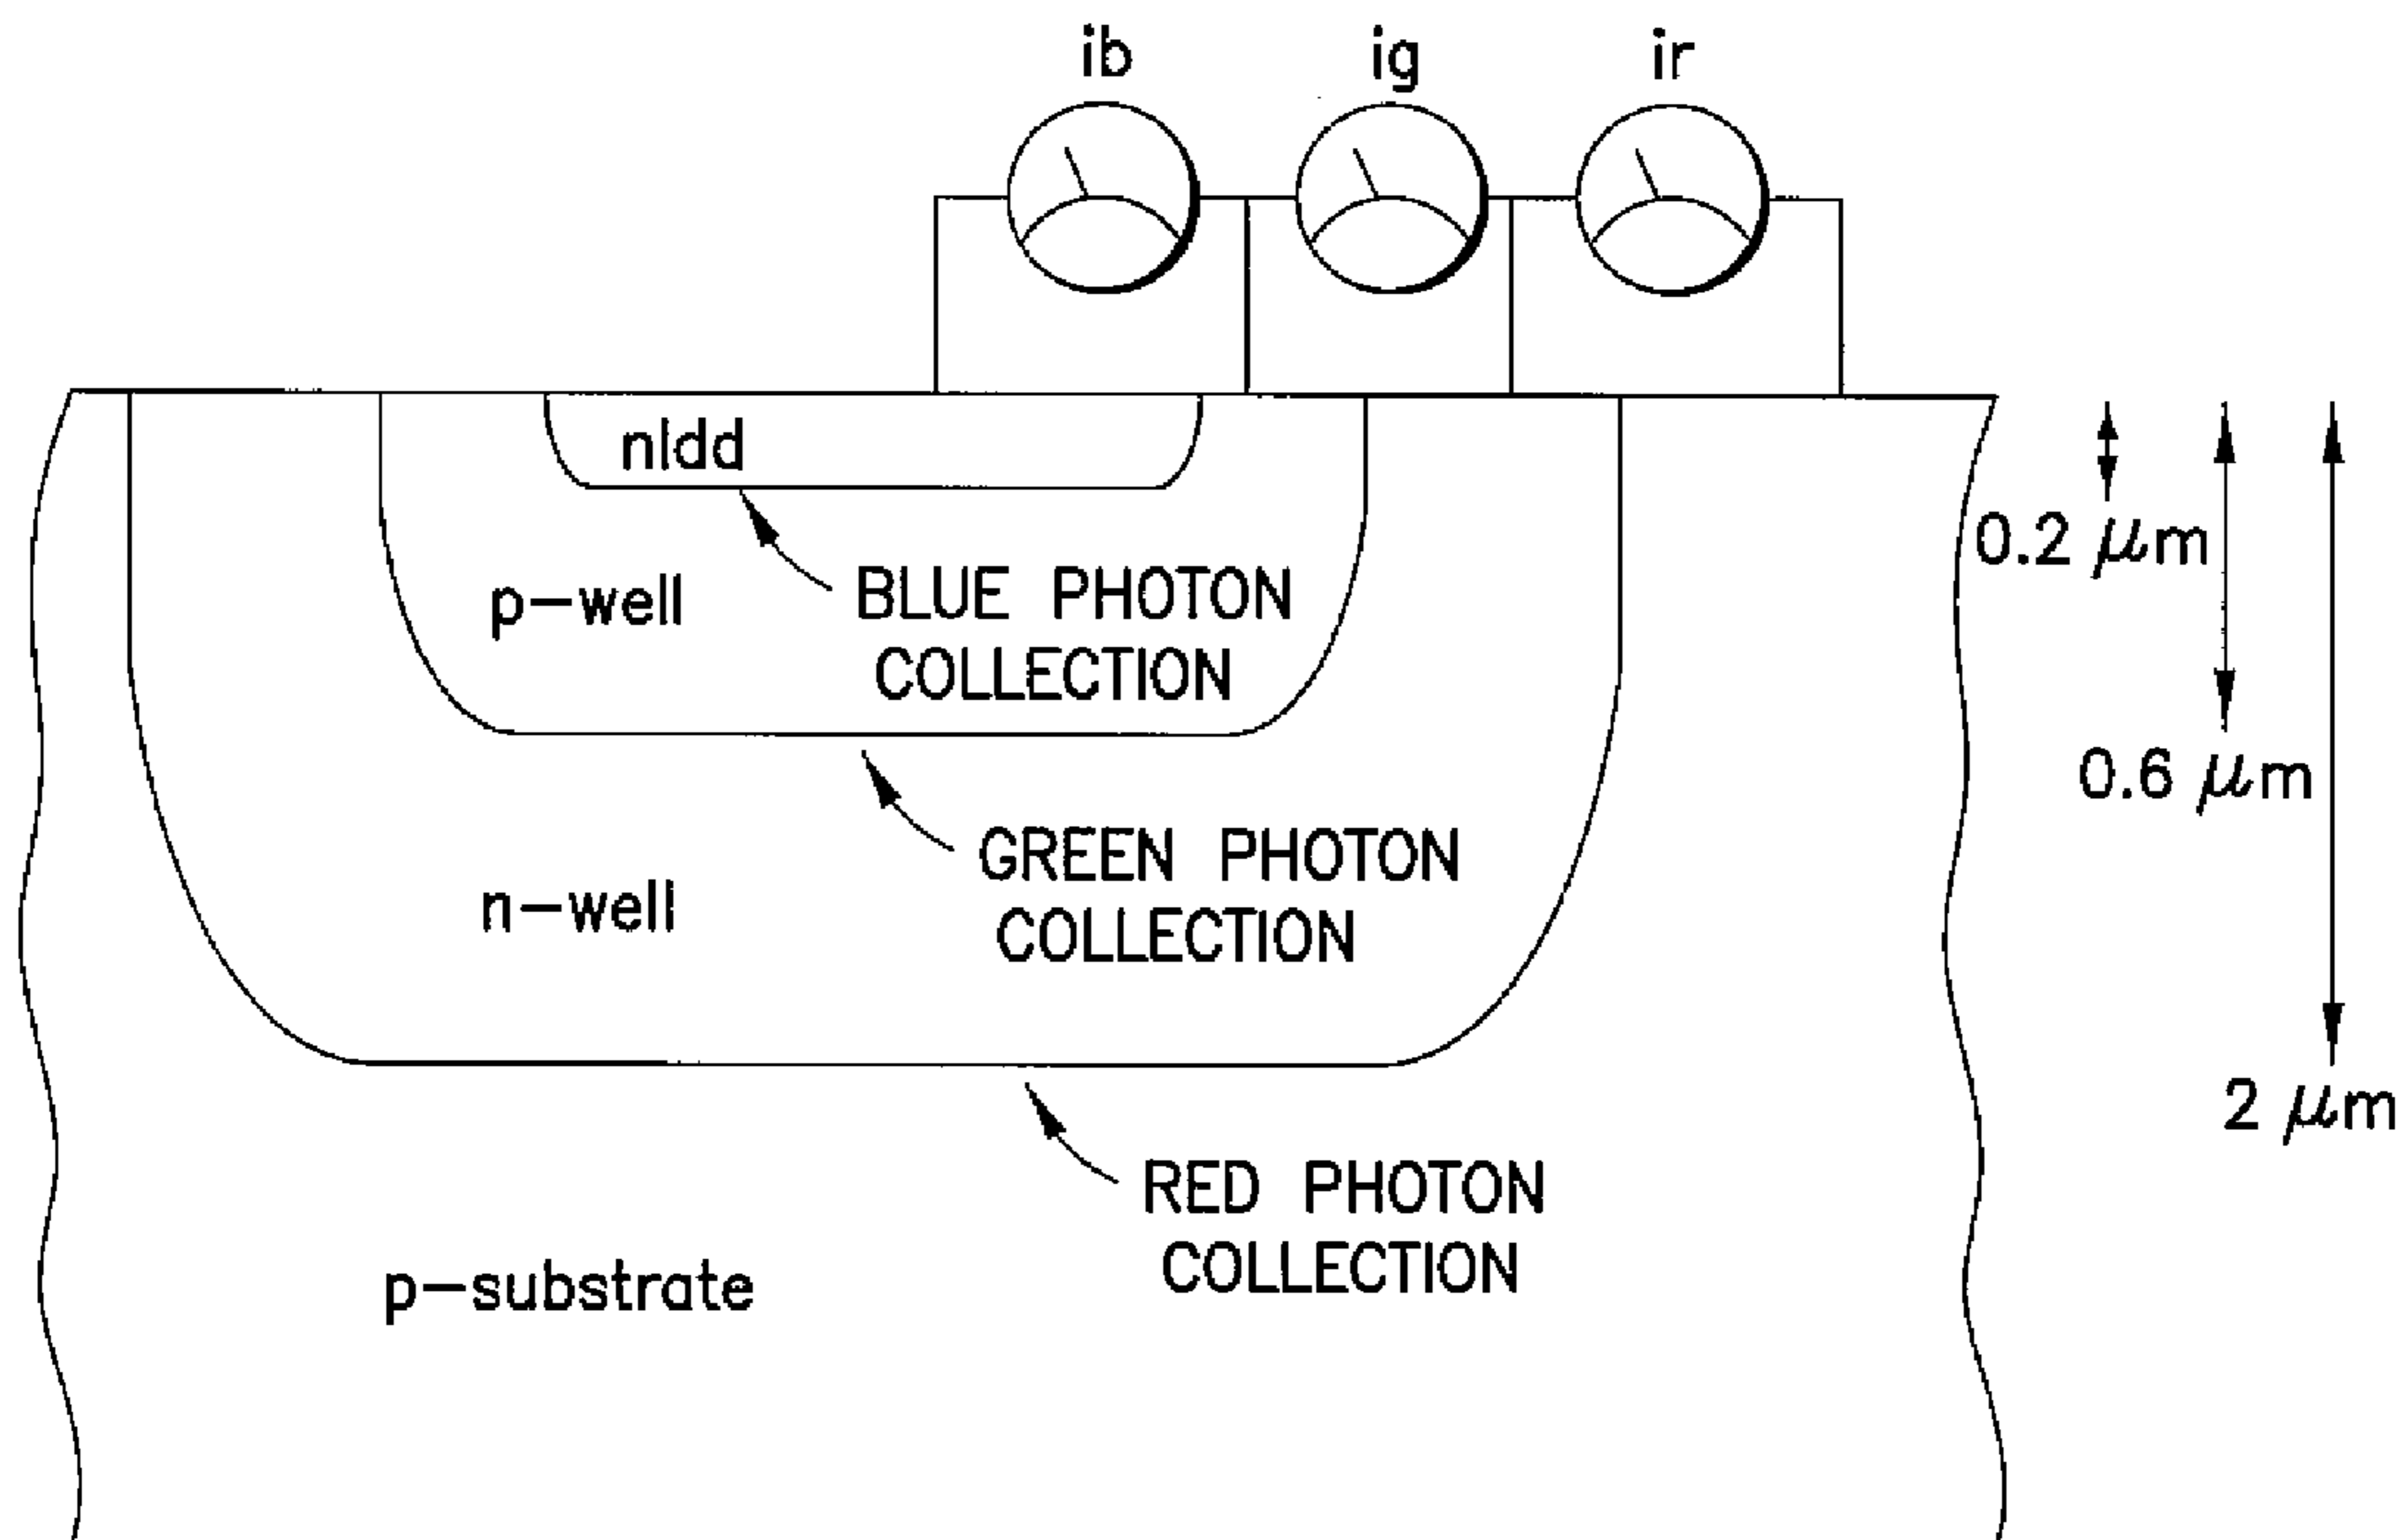 ib
ig
ir
nldd
0.2 μm
p-well
BLUE PHOTON
COLLECTION
0.6 μm
n-well
GREEN PHOTON
COLLECTION
2 μm
RED PHOTON
COLLECTION
p-substrate